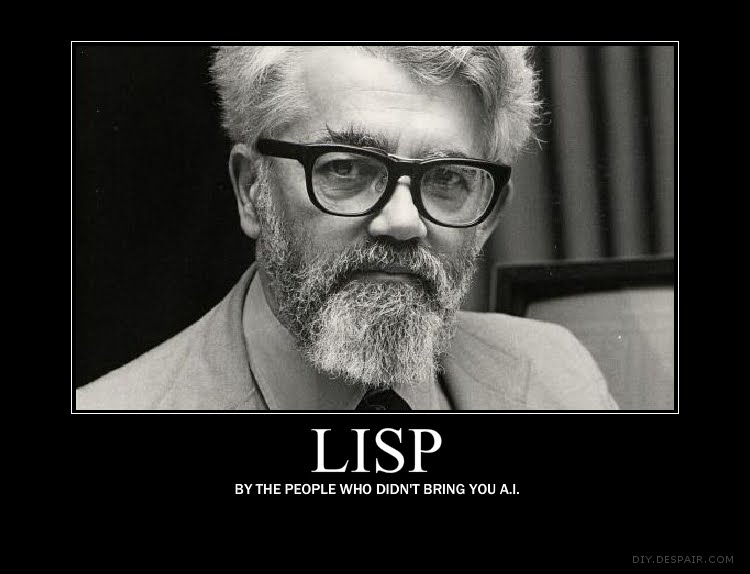 LISP
BY THE PEOPLE WHO DIDN'T BRING YOU A.I.
DIY.DESPAIR.COM